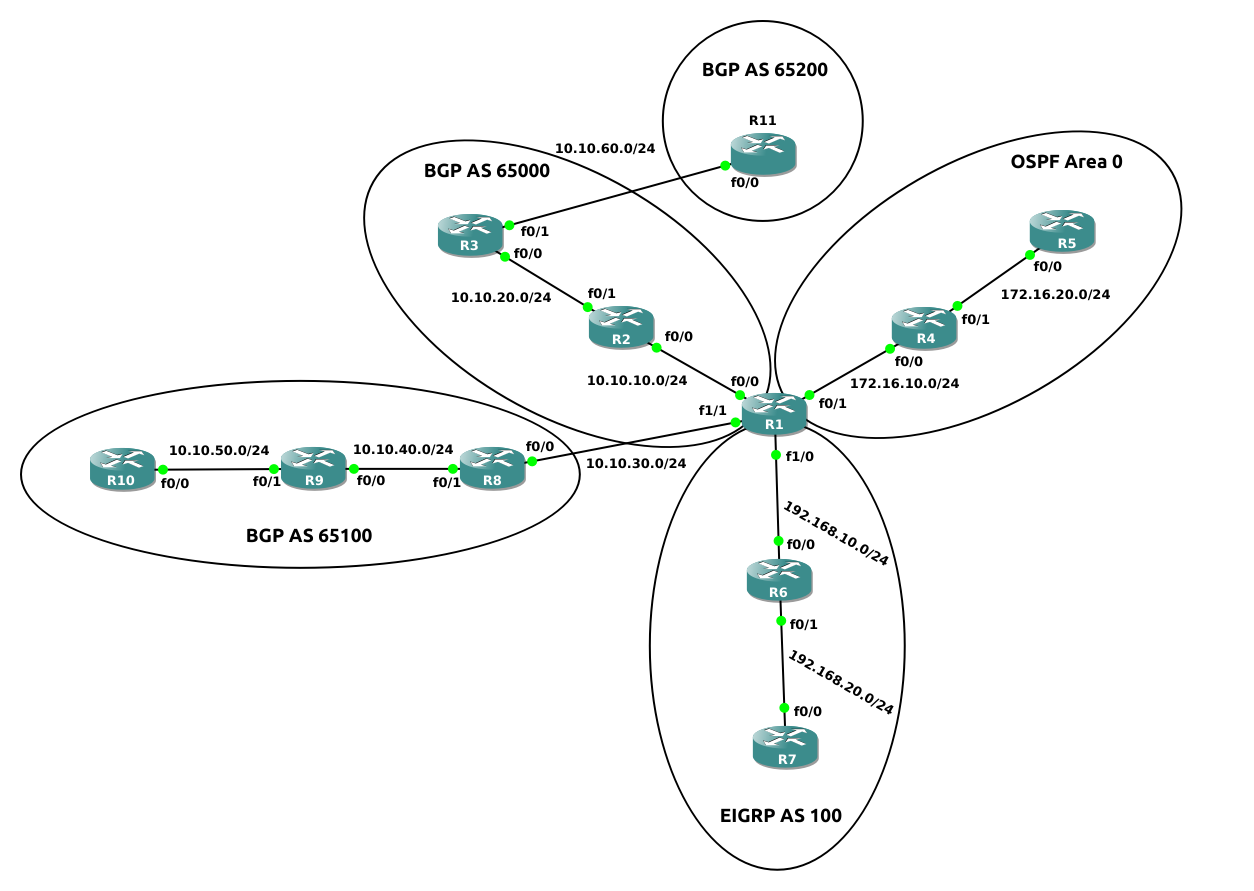 BGP AS 65200
R11
f0/0
10.10.60.0/24
BGP AS 65000
R3
f0/1
f0/0
10.10.20.0/24
f0/1
R2
f0/0
10.10.10.0/24
f0/0
OSPF Area 0
R5
f0/0
172.16.20.0/24
f0/1
R4
f0/0
172.16.10.0/24
f0/1
R1
f1/1
f1/0
10.10.30.0/24
10.10.50.0/24
10.10.40.0/24
f0/0
R10
f0/0
f0/1
R9
f0/0
f0/1
R8
BGP AS 65100
192.168.10.0/24
f0/0
R6
f0/1
192.168.20.0/24
f0/0
R7
EIGRP AS 100